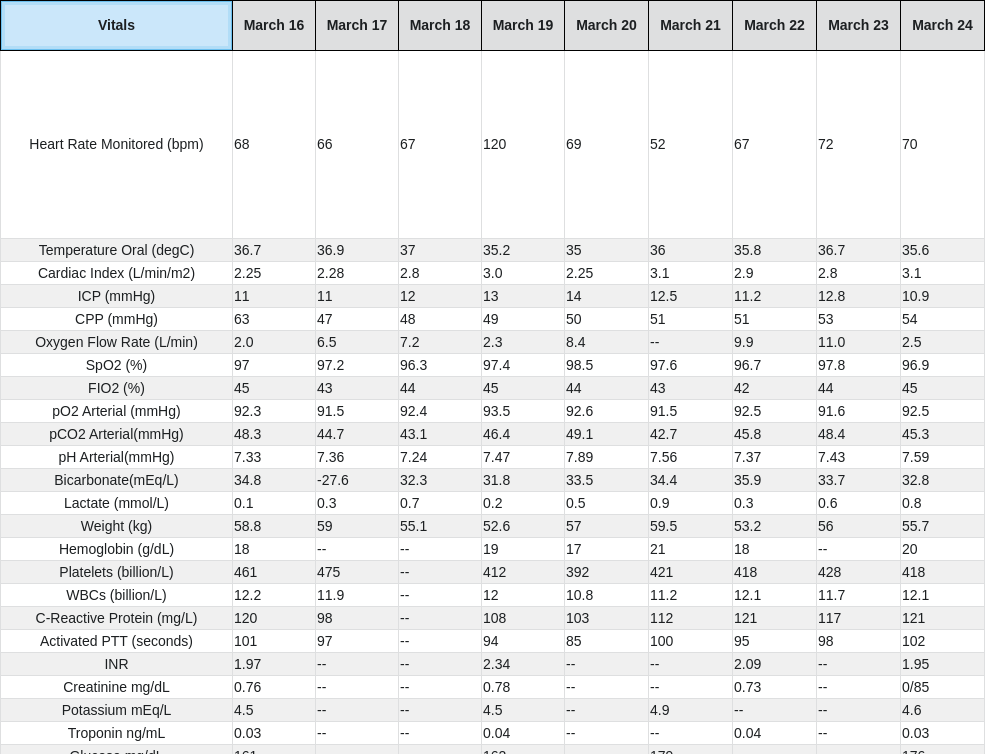 Vitals March 16 March 17 March 18 March 19 March 20 March 21 March 22 March 23 March 24
Heart Rate Monitored (bpm) 68 66 67 120 69 52 67 72 70
Temperature Oral (degC) 36.7 36.9 37 35.2 35 36 35.8 36.7 35.6
Cardiac Index (L/min/m2) 2.25 2.28 2.8 3.0 2.25 3.1 2.9 2.8 3.1
ICP (mmHg) 11 11 12 13 14 12.5 11.2 12.8 10.9
CPP (mmHg) 63 47 48 49 50 51 51 53 54
Oxygen Flow Rate (L/min) 2.0 6.5 7.2 2.3 8.4 -- 9.9 11.0 2.5
SpO2 (%) 97 97.2 96.3 97.4 98.5 97.6 96.7 97.8 96.9
FIO2 (%) 45 43 44 45 44 43 42 44 45
pO2 Arterial (mmHg) 92.3 91.5 92.4 93.5 92.6 91.5 92.5 91.6 92.5
pCO2 Arterial(mmHg) 48.3 44.7 43.1 46.4 49.1 42.7 45.8 48.4 45.3
pH Arterial(mmHg) 7.33 7.36 7.24 7.47 7.89 7.56 7.37 7.43 7.59
Bicarbonate(mEq/L) 34.8 -27.6 32.3 31.8 33.5 34.4 35.9 33.7 32.8
Lactate (mmol/L) 0.1 0.3 0.7 0.2 0.5 0.9 0.3 0.6 0.8
Weight (kg) 58.8 59 55.1 52.6 57 59.5 53.2 56 55.7
Hemoglobin (g/dL) 18 -- -- 19 17 21 18 -- 20
Platelets (billion/L) 461 475 -- 412 392 421 418 428 418
WBCs (billion/L) 12.2 11.9 -- 12 10.8 11.2 12.1 11.7 12.1
C-Reactive Protein (mg/L) 120 98 -- 108 103 112 121 117 121
Activated PTT (seconds) 101 97 -- 94 85 100 95 98 102
INR 1.97 -- -- 2.34 -- -- 2.09 -- 1.95
Creatinine mg/dL 0.76 -- -- 0.78 -- -- 0.73 -- 0/85
Potassium mEq/L 4.5 -- -- 4.5 -- 4.9 -- -- 4.6
Troponin ng/mL 0.03 -- -- 0.04 -- -- 0.04 -- 0.03